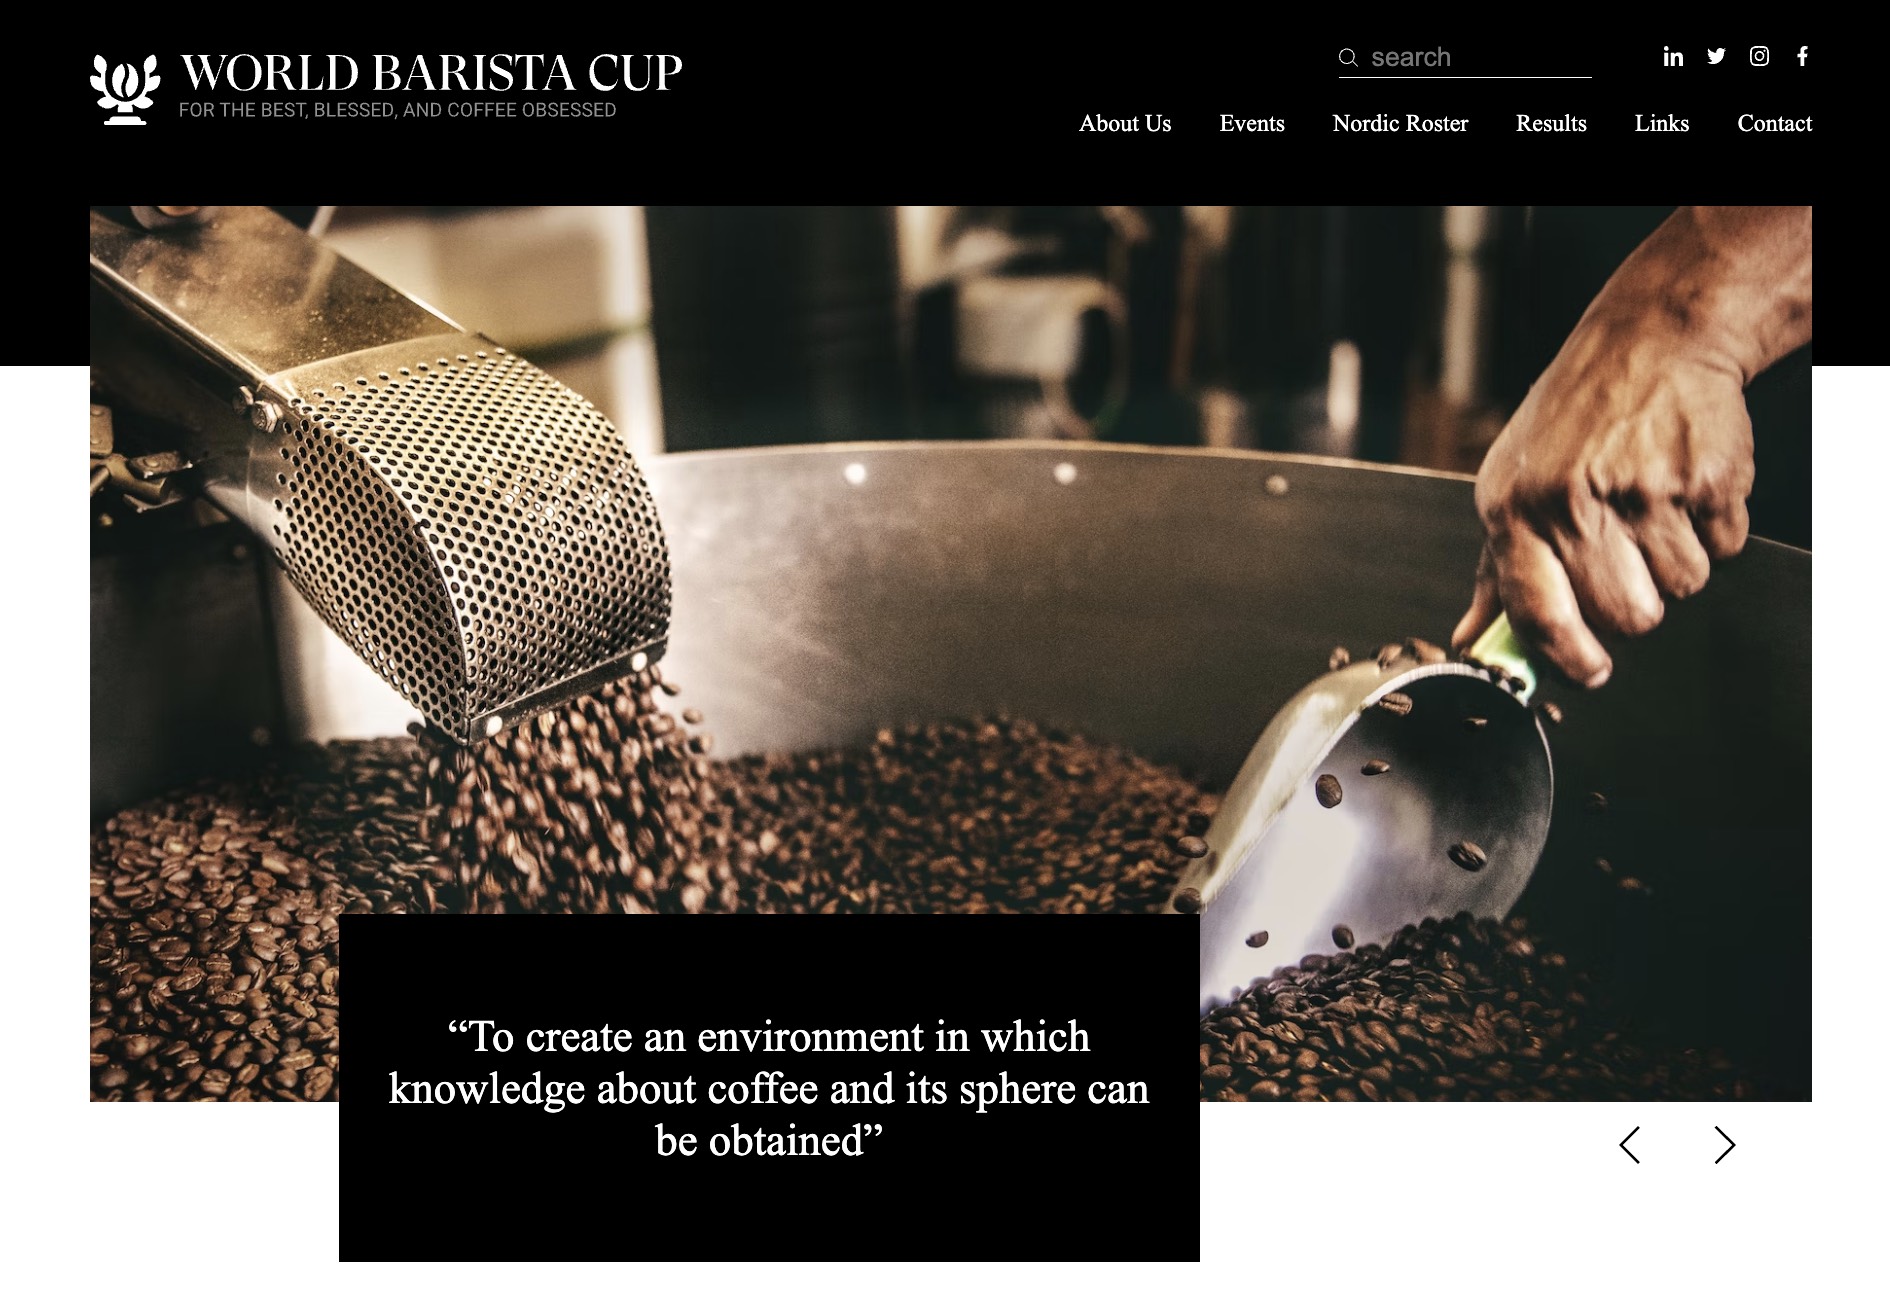 WORLD BARISTA CUP
FOR THE BEST, BLESSED, AND COFFEE OBSESSED
search
About Us
Events
Nordic Roster
Results
Links
Contact
“To create an environment in which
knowledge about coffee and its sphere can
be obtained”